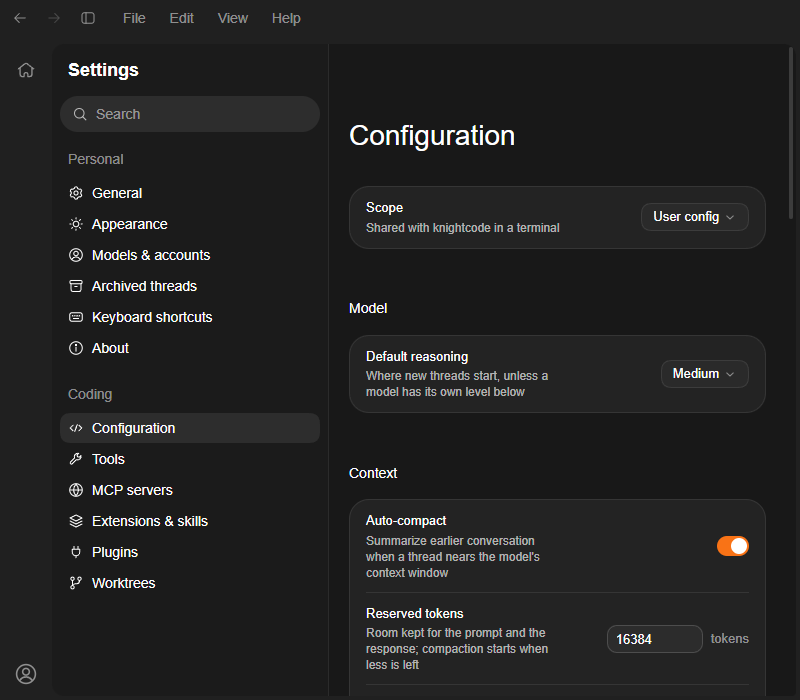 File Edit View Help
Settings
Search
Personal
General
Appearance
Models & accounts
Archived threads
Keyboard shortcuts
About
Coding
Configuration
Tools
MCP servers
Extensions & skills
Plugins
Worktrees
Configuration
Scope
Shared with knightcode in a terminal
User config
Model
Default reasoning
Where new threads start, unless a
model has its own level below
Medium
Context
Auto-compact
Summarize earlier conversation
when a thread nears the model's
context window
Reserved tokens
Room kept for the prompt and the
response; compaction starts when
less is left
16384 tokens